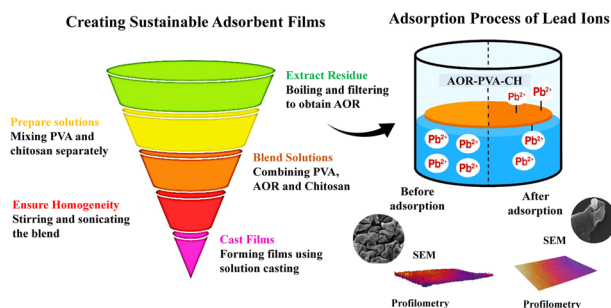 Creating Sustainable Adsorbent Films
Extract Residue
Boiling and filtering
to obtain AOR
Prepare solutions
Mixing PVA and
chitosan separately
Blend Solutions
Combining PVA,
AOR and Chitosan
Ensure Homogeneity
Stirring and sonicating
the blend
Cast Films
Forming films using
solution casting
Adsorption Process of Lead Ions
AOR-PVA-CH
Pb²⁺ Pb²⁺
Pb²⁺ Pb²⁺ Pb²⁺
Pb²⁺ Pb²⁺ Pb²⁺
Before
adsorption
After
adsorption
SEM
SEM
Profilometry
Profilometry